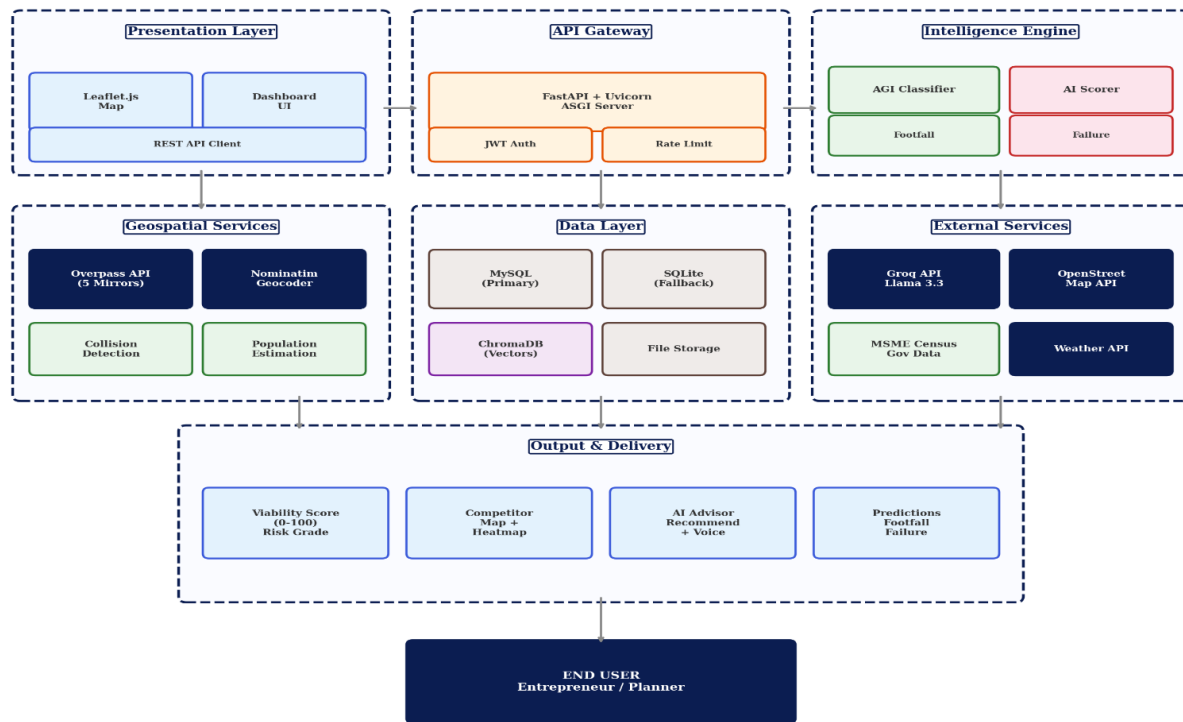 Presentation Layer
Leaflet.js
Map
Dashboard
UI
REST API Client
API Gateway
FastAPI + Uvicorn
ASGI Server
JWT Auth
Rate Limit
Intelligence Engine
AGI Classifier
AI Scorer
Footfall
Failure
Geospatial Services
Overpass API
(5 Mirrors)
Nominatim
Geocoder
Collision
Detection
Population
Estimation
Data Layer
MySQL
(Primary)
SQLite
(Fallback)
ChromaDB
(Vectors)
File Storage
External Services
Groq API
Llama 3.3
OpenStreet
Map API
MSME Census
Gov Data
Weather API
Output & Delivery
Viability Score
(0-100)
Risk Grade
Competitor
Map +
Heatmap
AI Advisor
Recommend
+ Voice
Predictions
Footfall
Failure
END USER
Entrepreneur / Planner